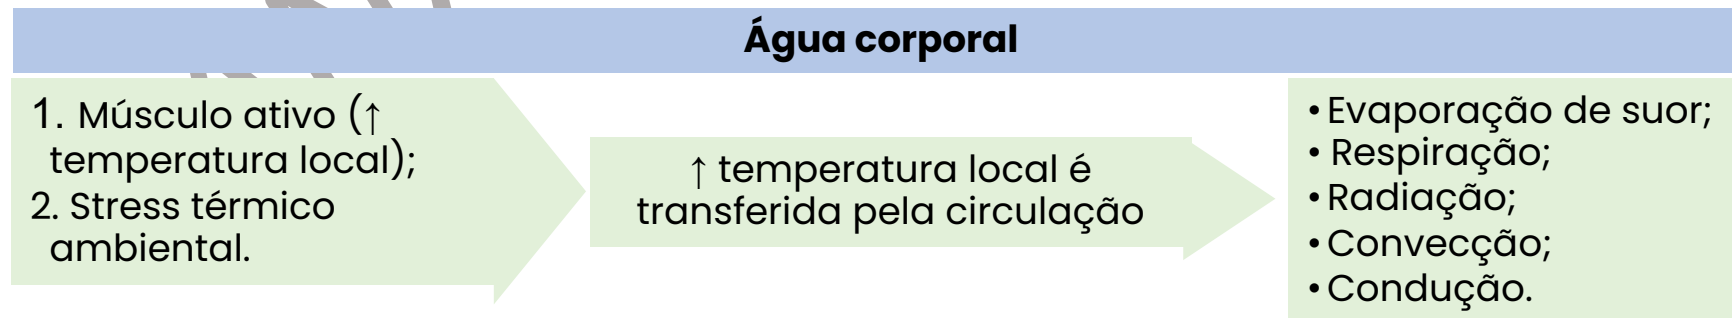 Água corporal
1. Músculo ativo (↑
temperatura local);
2. Stress térmico
ambiental.
↑ temperatura local é
transferida pela circulação
• Evaporação de suor;
• Respiração;
• Radiação;
• Convecção;
• Condução.